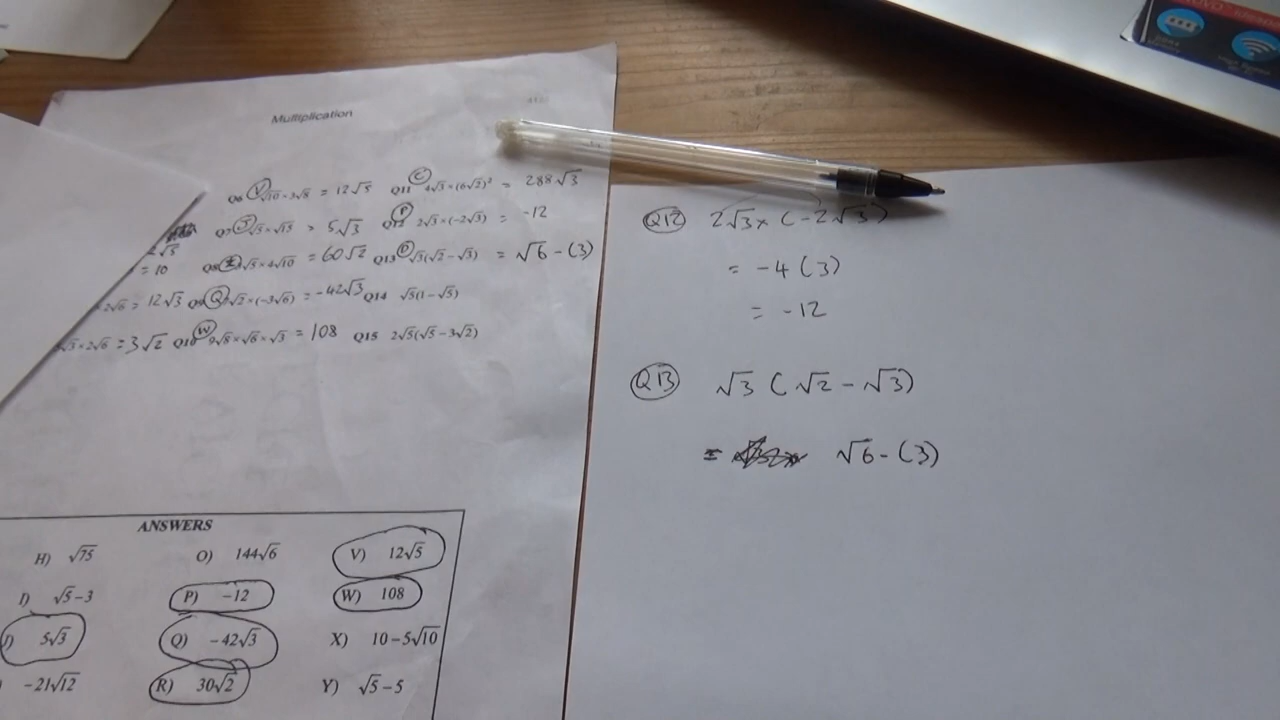 Multiplication
Q6 √10 × 3√8 = 12√5 Q11 4√3×(6√2)² = 288√3
Q7 √5×√15 = 5√3 Q12 2√3×(−2√3) = -12
= 10 = 60√2 Q13 √3(√2−√3) = √6-(3)
2√6 = 12√3 √2×(−3√6) = -42√3 Q14 √5(1−√5)
√3×2√6 = 3√2 Q10 √8×√6×√3 = 108 Q15 2√5(√5−3√2)
ANSWERS
H) √75 O) 144√6 V) 12√5
I) √5−3 P) −12 W) 108
J) 5√3 Q) −42√3 X) 10−5√10
−21√12 R) 30√2 Y) √5−5
Q12 2√3 × (-2√3)
= -4(3)
= -12
Q13 √3 (√2 - √3)
= √6-(3)